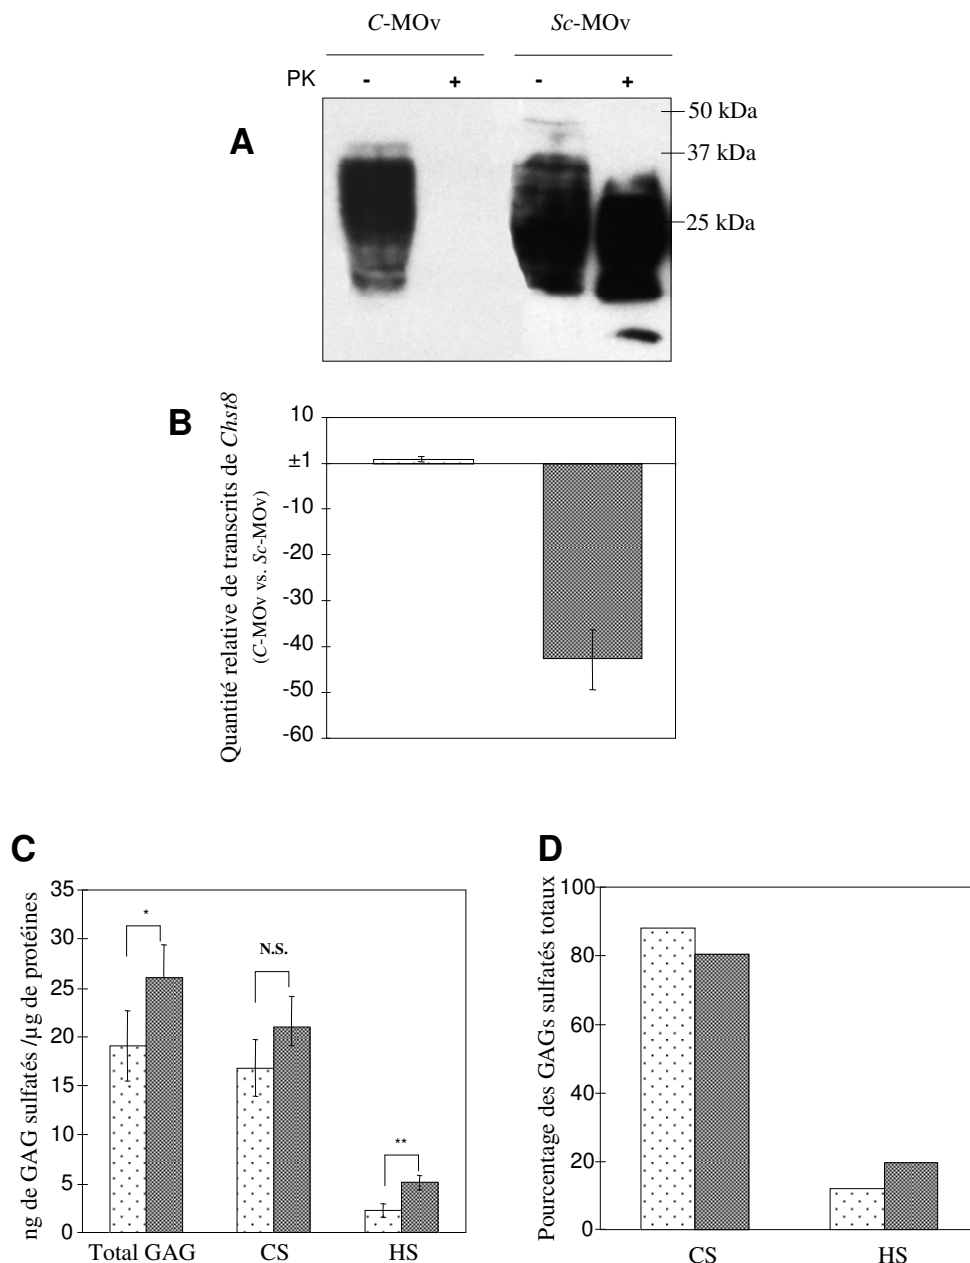 C-MOv Sc-MOv
PK - + - +
A
50 kDa
37 kDa
25 kDa
B
Quantité relative de transcrits de Chst8
(C-MOv vs. Sc-MOv)
10
±1
-10
-20
-30
-40
-50
-60
C
ng de GAG sulfatés /µg de protéines
35
30
25
20
15
10
5
0
*
N.S.
**
Total GAG CS HS
D
Pourcentage des GAGs sulfatés totaux
100
80
60
40
20
0
CS HS